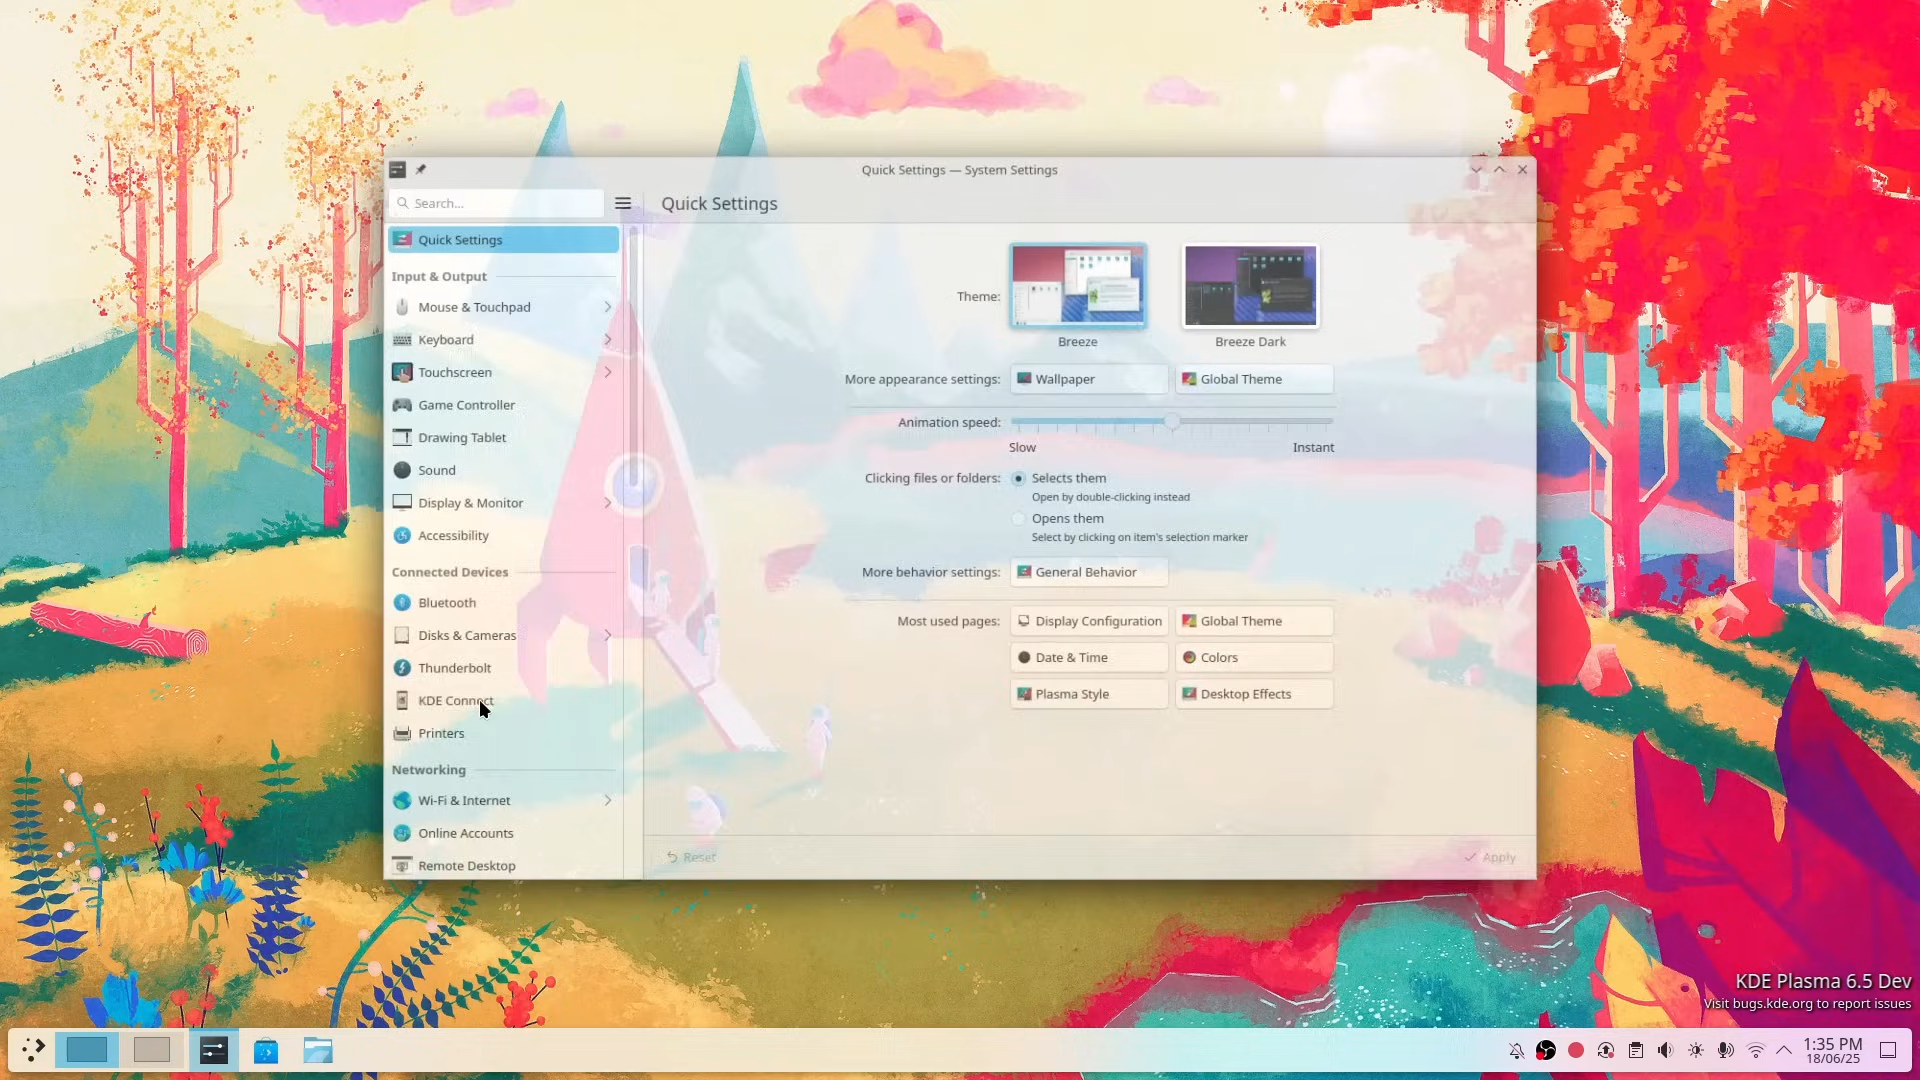 Quick Settings — System Settings
Search...
Quick Settings
Quick Settings
Input & Output
Mouse & Touchpad
Keyboard
Touchscreen
Game Controller
Drawing Tablet
Sound
Display & Monitor
Accessibility
Connected Devices
Bluetooth
Disks & Cameras
Thunderbolt
KDE Connect
Printers
Networking
Wi-Fi & Internet
Online Accounts
Remote Desktop
Theme:
Breeze
Breeze Dark
More appearance settings:
Wallpaper
Global Theme
Animation speed:
Slow
Instant
Clicking files or folders:
Selects them
Open by double-clicking instead
Opens them
Select by clicking on item's selection marker
More behavior settings:
General Behavior
Most used pages:
Display Configuration
Global Theme
Date & Time
Colors
Plasma Style
Desktop Effects
Reset
Apply
KDE Plasma 6.5 Dev
Visit bugs.kde.org to report issues
1:35 PM
18/06/25